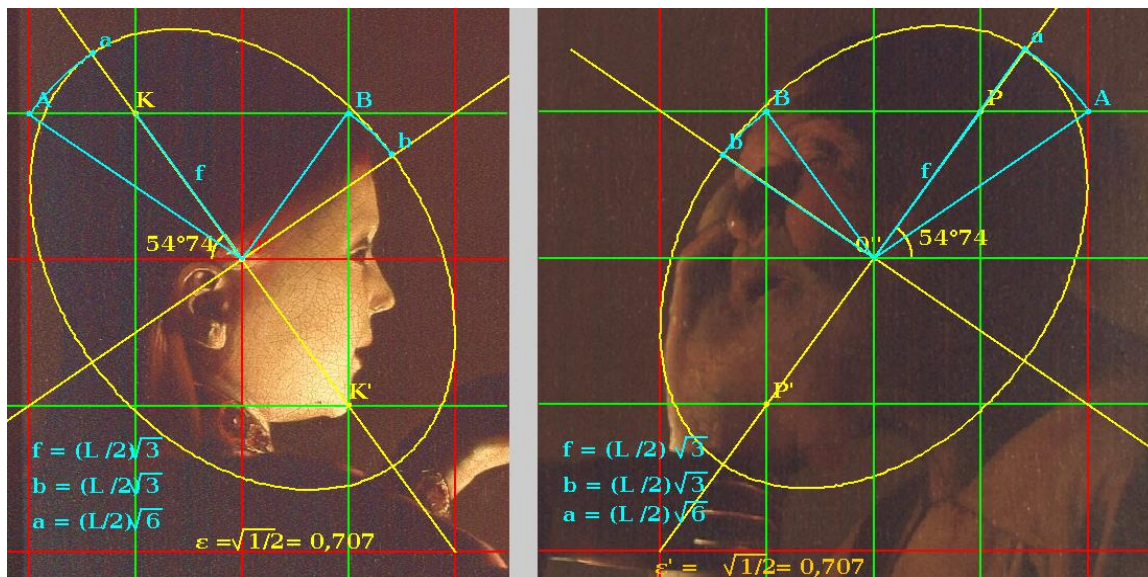 a
A
K
B
b
f
54°74
K'
f = (L /2)√3
b = (L /2√3
a = (L/2)√6
ε =√1/2= 0,707
a
B
P
A
b
f
O''
54°74
P'
f = (L /2) √3
b = (L /2)√3
a = (L /2)√6
ε' = √1/2= 0,707